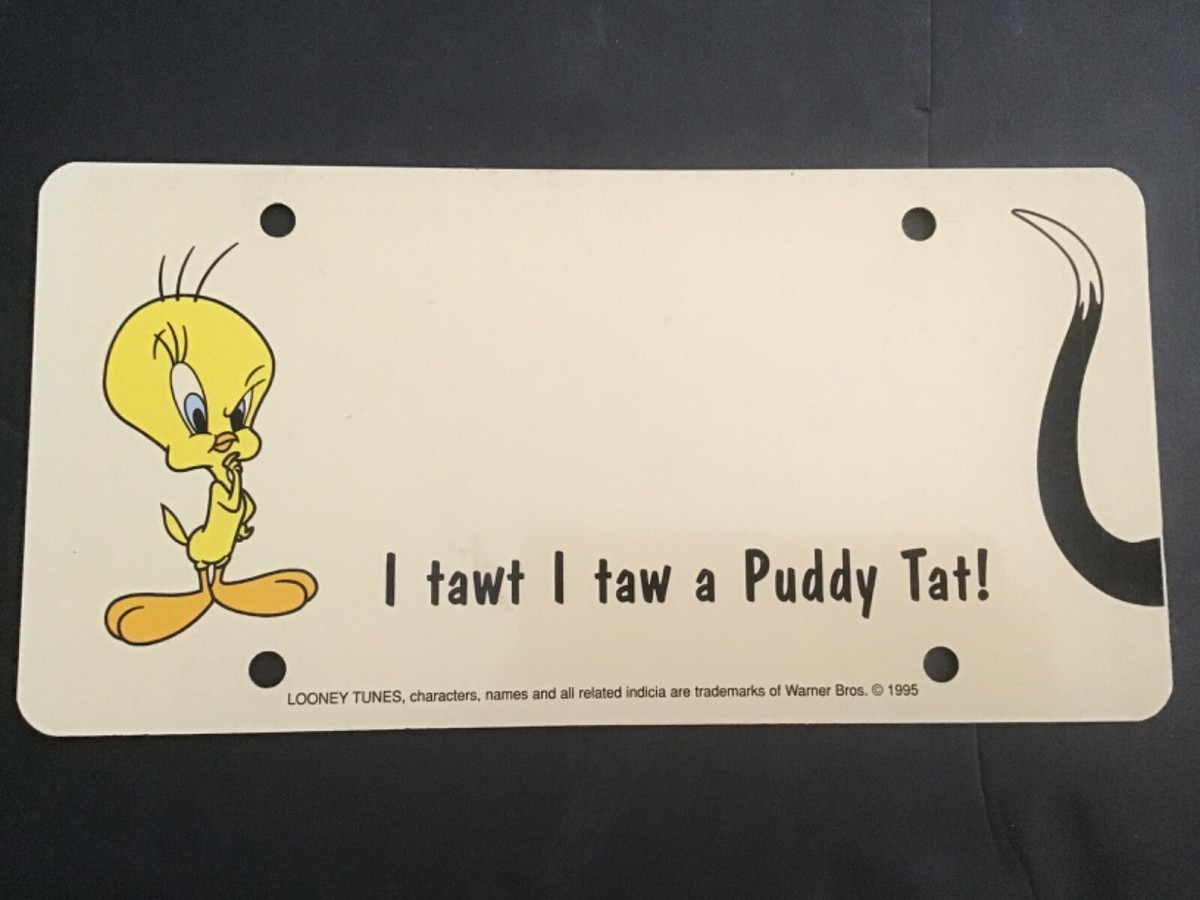 I tawt I taw a Puddy Tat!
LOONEY TUNES, characters, names and all related indicia are trademarks of Warner Bros. © 1995